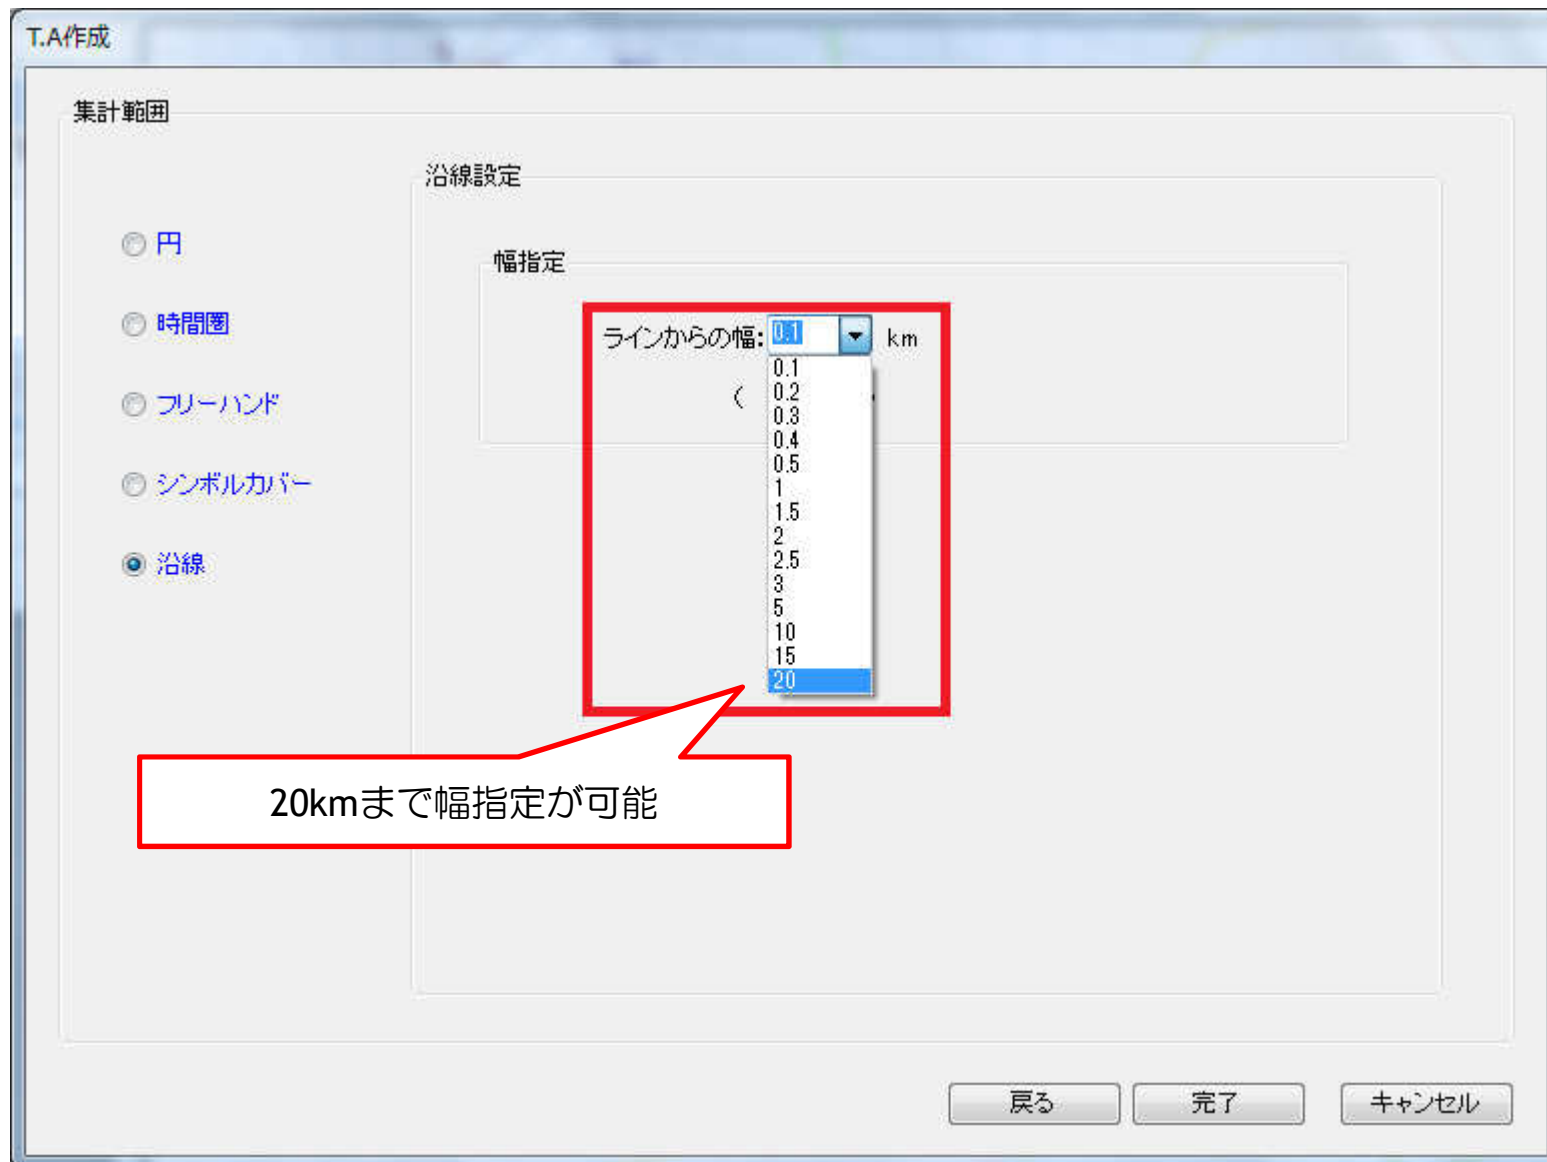 T.A作成
集計範囲
沿線設定
円
幅指定
時間圏
ラインからの幅: 0.1 km
0.1
(
0.2
0.3
フリーハンド
0.4
0.5
シンボルカバー
1
1.5
2
2.5
沿線
3
5
10
15
20
20kmまで幅指定が可能
戻る
完了
キャンセル